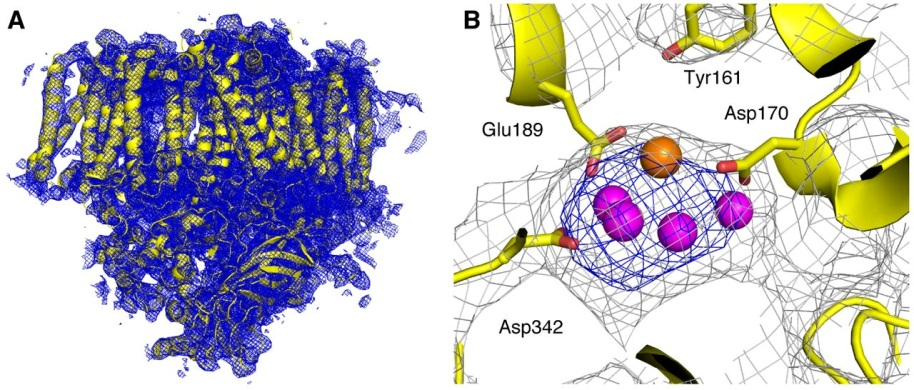 A
B
Tyr161
Asp170
Glu189
Asp342